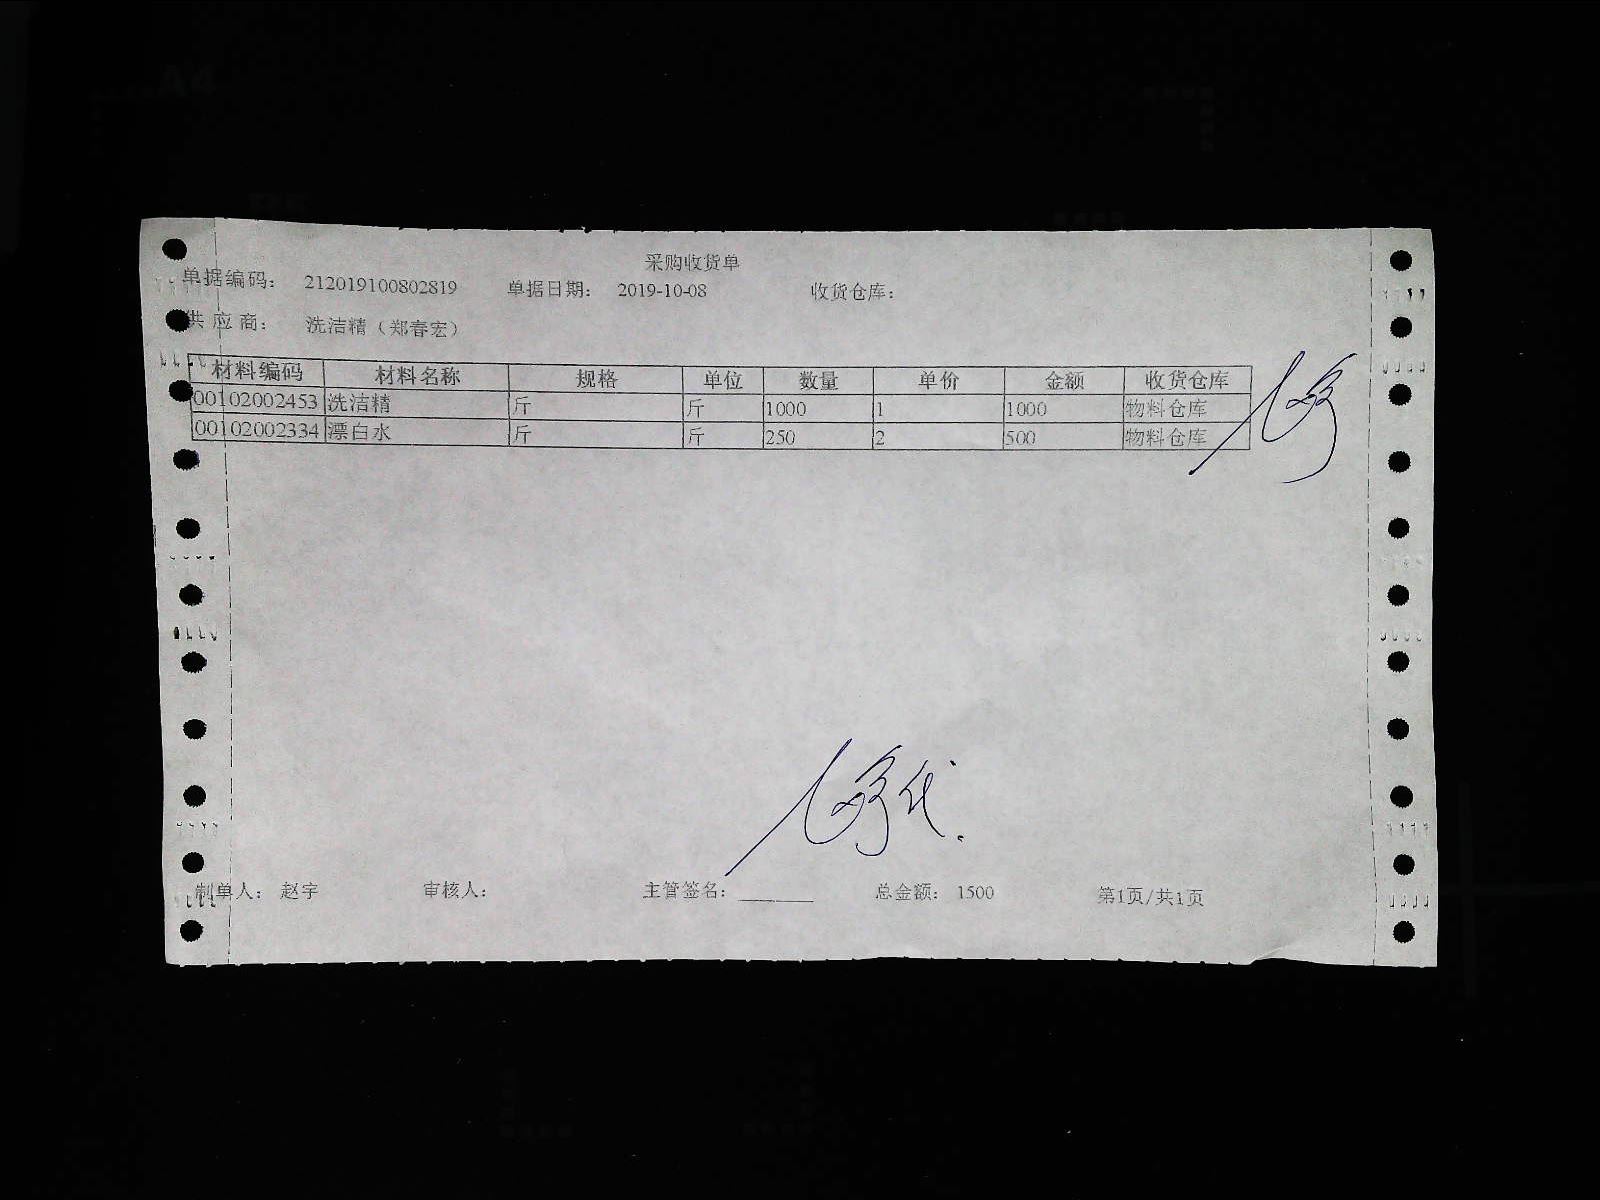 采购收货单
单据编码： 212019100802819 单据日期： 2019-10-08 收货仓库：
供应商： 洗洁精（郑春宏）
材料编码 材料名称 规格 单位 数量 单价 金额 收货仓库
00102002453 洗洁精 斤 斤 1000 1 1000 物料仓库
00102002334 漂白水 斤 斤 250 2 500 物料仓库
代
制单人： 赵宇 审核人： 主管签名： 总金额： 1500 第1页/共1页